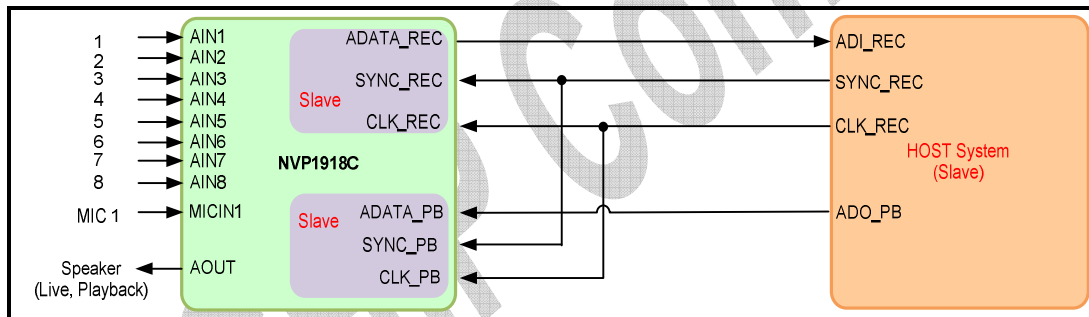 1 AIN1
2 AIN2
3 AIN3
4 AIN4
5 AIN5
6 AIN6
7 AIN7
8 AIN8
MIC 1 MICIN1
Speaker
(Live, Playback)
AOUT
NVP1918C
ADATA_REC
SYNC_REC
Slave
CLK_REC
ADATA_PB
Slave
SYNC_PB
CLK_PB
ADI_REC
SYNC_REC
CLK_REC
HOST System
(Slave)
ADO_PB